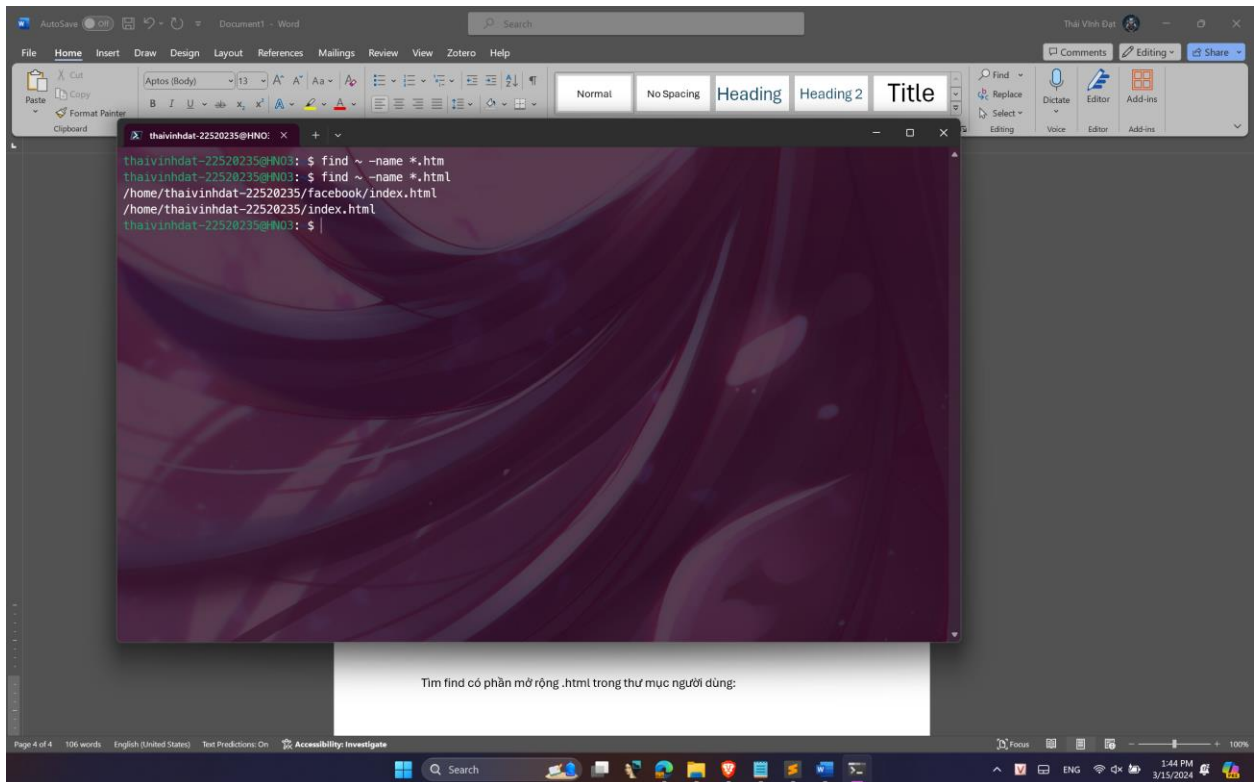 AutoSave Off Document1 - Word Search Thái Vĩnh Đạt
File Home Insert Draw Design Layout References Mailings Review View Zotero Help Comments Editing Share
Paste
Cut
Copy
Format Painter
Clipboard
Aptos (Body) 13
Normal No Spacing Heading Heading 2 Title
Find
Replace
Select
Editing
Dictate
Voice
Editor
Editor
Add-ins
Add-ins
thaivinhdat-22520235@HNO:
thaivinhdat-22520235@HNO3: $ find ~ -name *.htm
thaivinhdat-22520235@HNO3: $ find ~ -name *.html
/home/thaivinhdat-22520235/facebook/index.html
/home/thaivinhdat-22520235/index.html
thaivinhdat-22520235@HNO3: $
Tìm find có phần mở rộng .html trong thư mục người dùng:
Page 4 of 4 106 words English (United States) Text Predictions: On Accessibility: Investigate Focus 100%
Search ENG 1:44 PM
3/15/2024